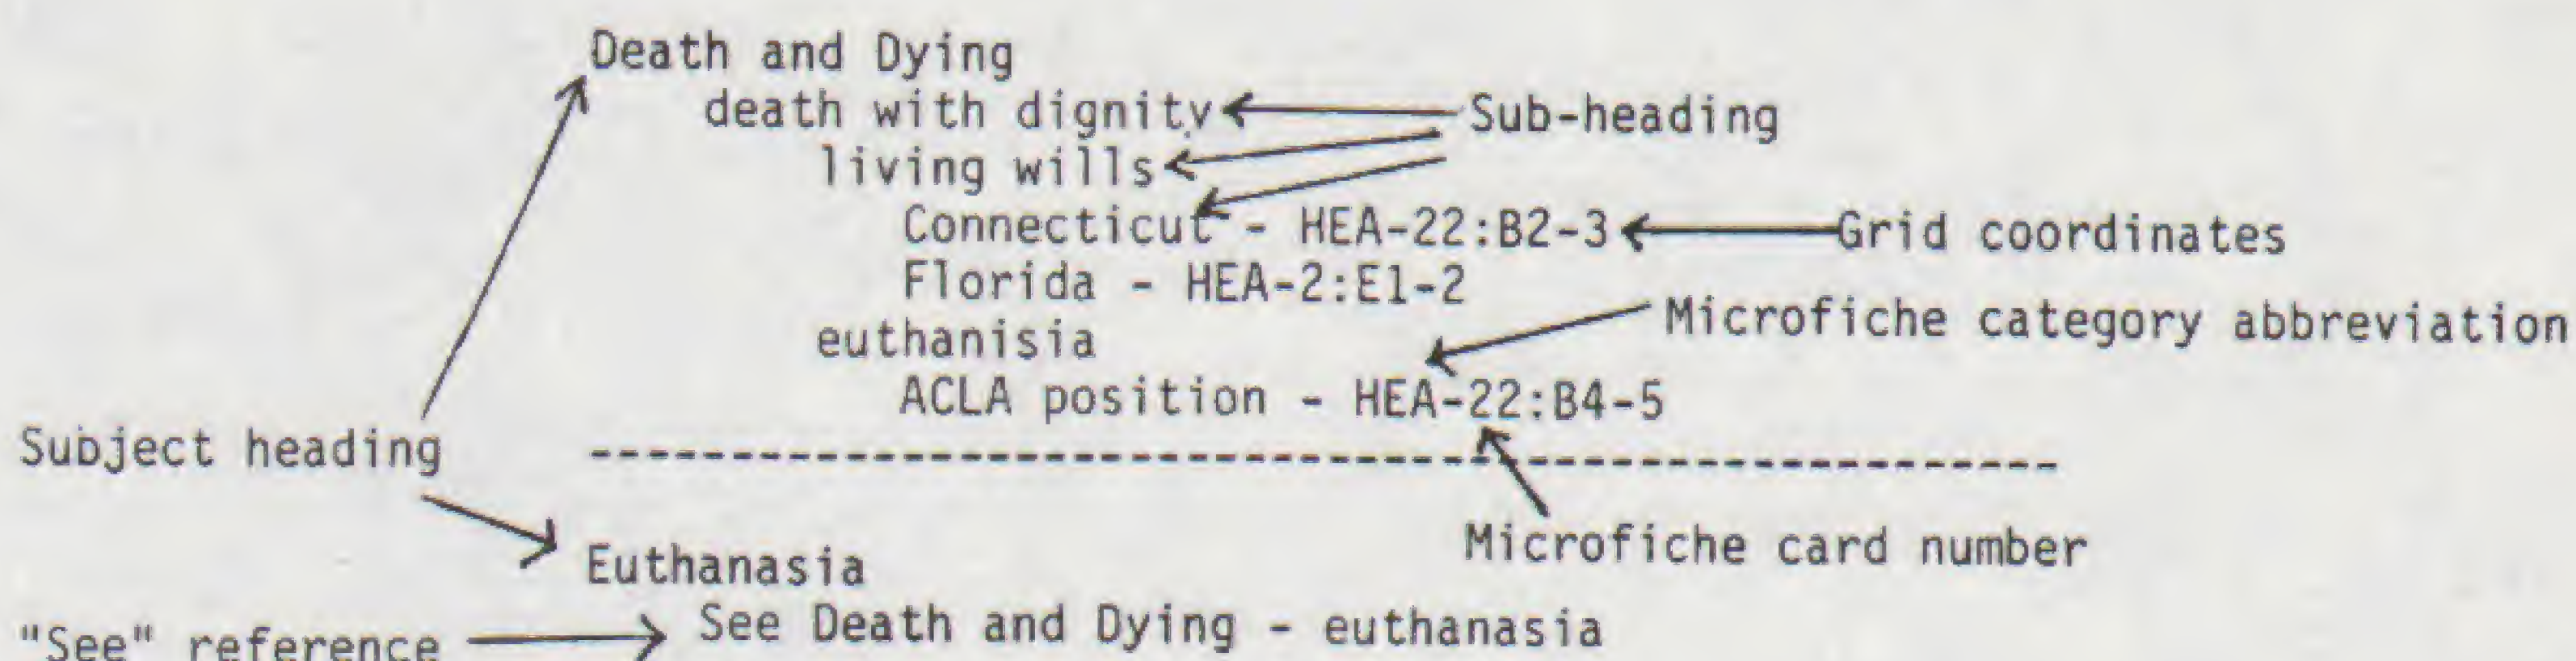 Death and Dying
death with dignity
Sub-heading
living wills
Connecticut - HEA-22:B2-3
Grid coordinates
Florida - HEA-2:E1-2
Microfiche category abbreviation
euthanisia
ACLA position - HEA-22:B4-5
Subject heading
Microfiche card number
Euthanasia
See Death and Dying - euthanasia
"See" reference